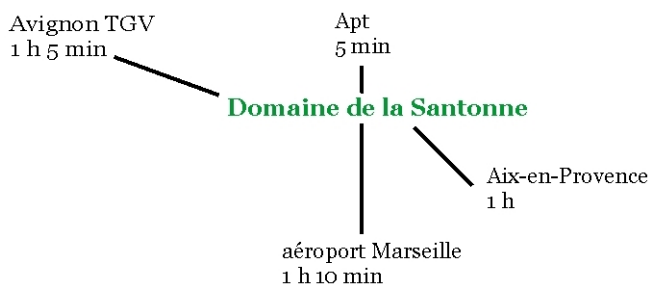 Avignon TGV
1 h 5 min
Apt
5 min
Domaine de la Santonne
Aix-en-Provence
1 h
aéroport Marseille
1 h 10 min